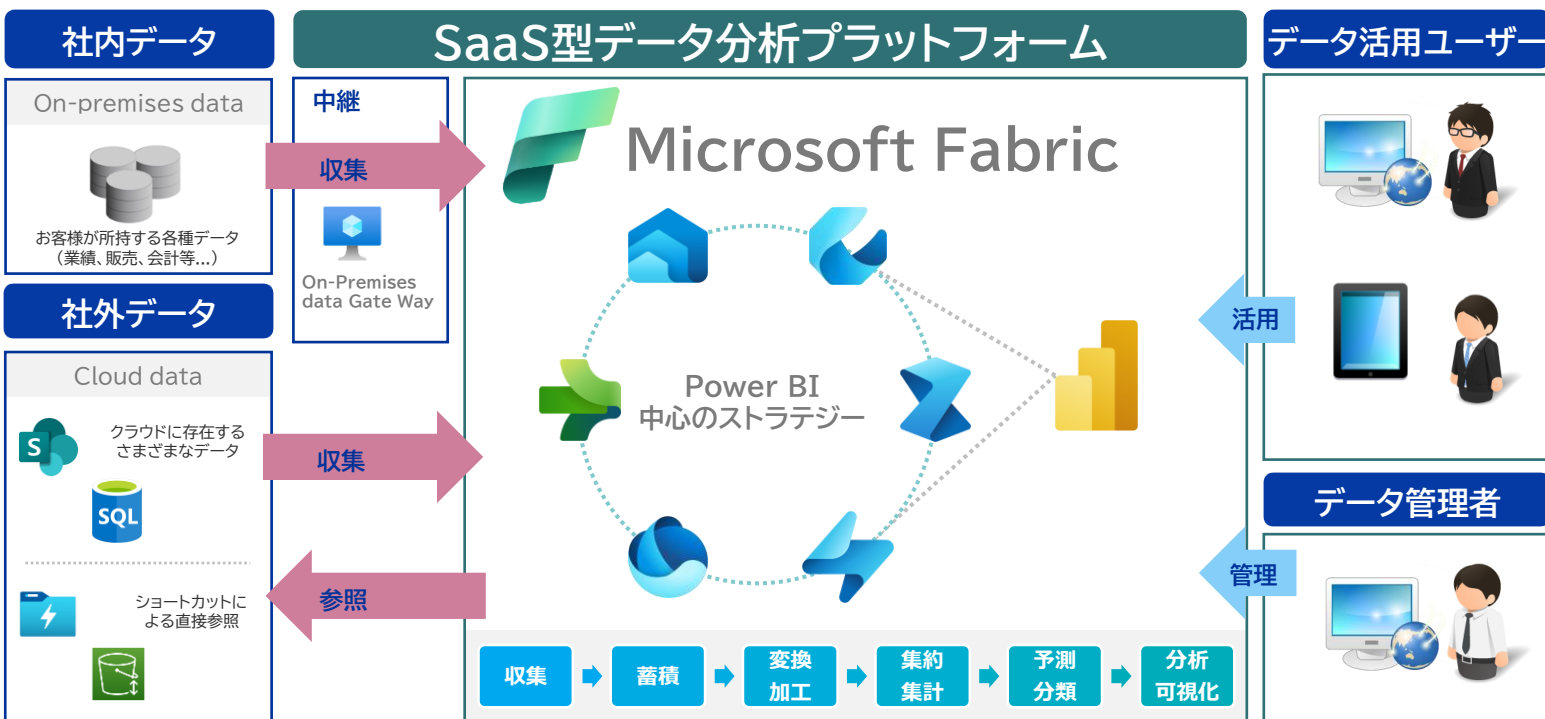 社内データ
SaaS型データ分析プラットフォーム
データ活用ユーザー
On-premises data
お客様が所持する各種データ
（業績、販売、会計等...）
中継
収集
On-Premises
data Gate Way
Microsoft Fabric
Power BI
中心のストラテジー
社外データ
Cloud data
S
クラウドに存在する
さまざまなデータ
SQL
収集
ショートカットに
よる直接参照
参照
活用
データ管理者
管理
収集
蓄積
変換
加工
集約
集計
予測
分類
分析
可視化